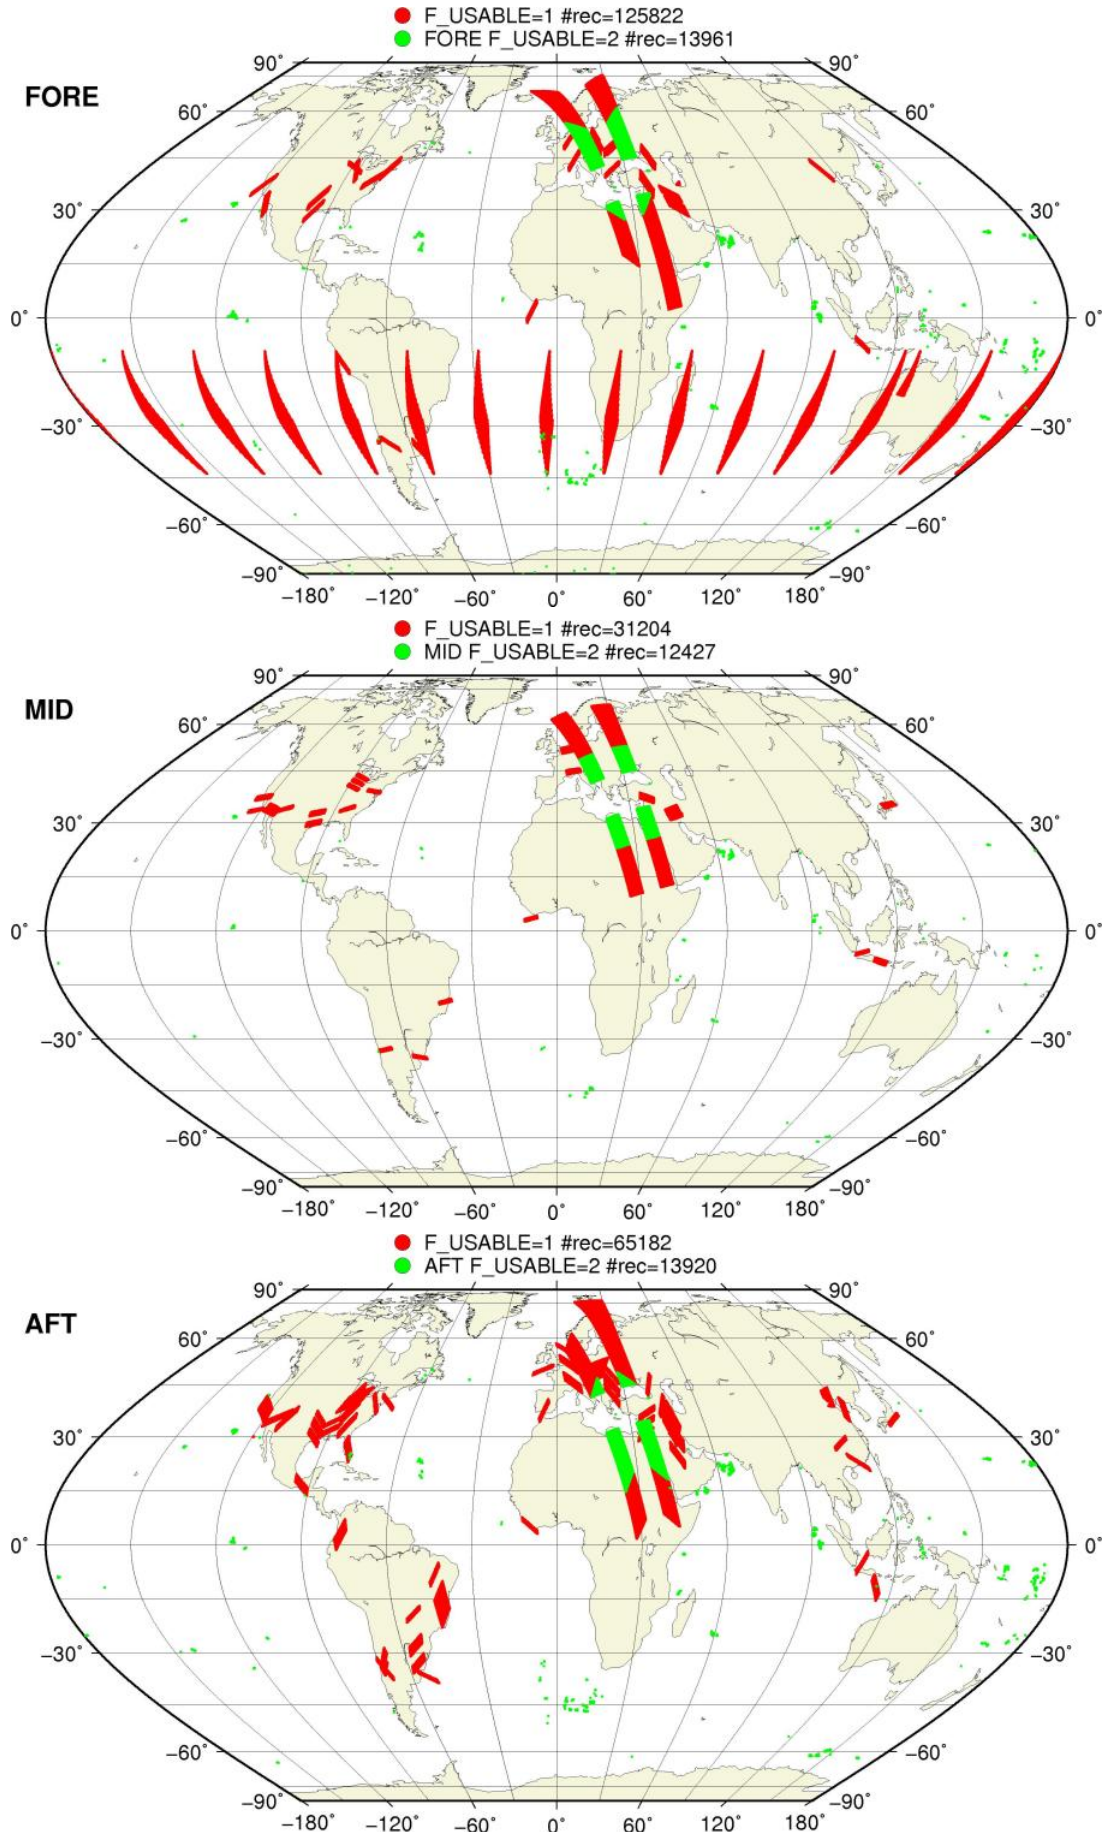 F_USABLE=1 #rec=125822
FORE F_USABLE=2 #rec=13961
FORE
90° 90°
60° 60°
30° 30°
0° 0°
−30° −30°
−60° −60°
−90° −90°
−180° −120° −60° 0° 60° 120° 180°
F_USABLE=1 #rec=31204
MID F_USABLE=2 #rec=12427
MID
90° 90°
60° 60°
30° 30°
0° 0°
−30° −30°
−60° −60°
−90° −90°
−180° −120° −60° 0° 60° 120° 180°
F_USABLE=1 #rec=65182
AFT F_USABLE=2 #rec=13920
AFT
90° 90°
60° 60°
30° 30°
0° 0°
−30° −30°
−60° −60°
−90° −90°
−180° −120° −60° 0° 60° 120° 180°